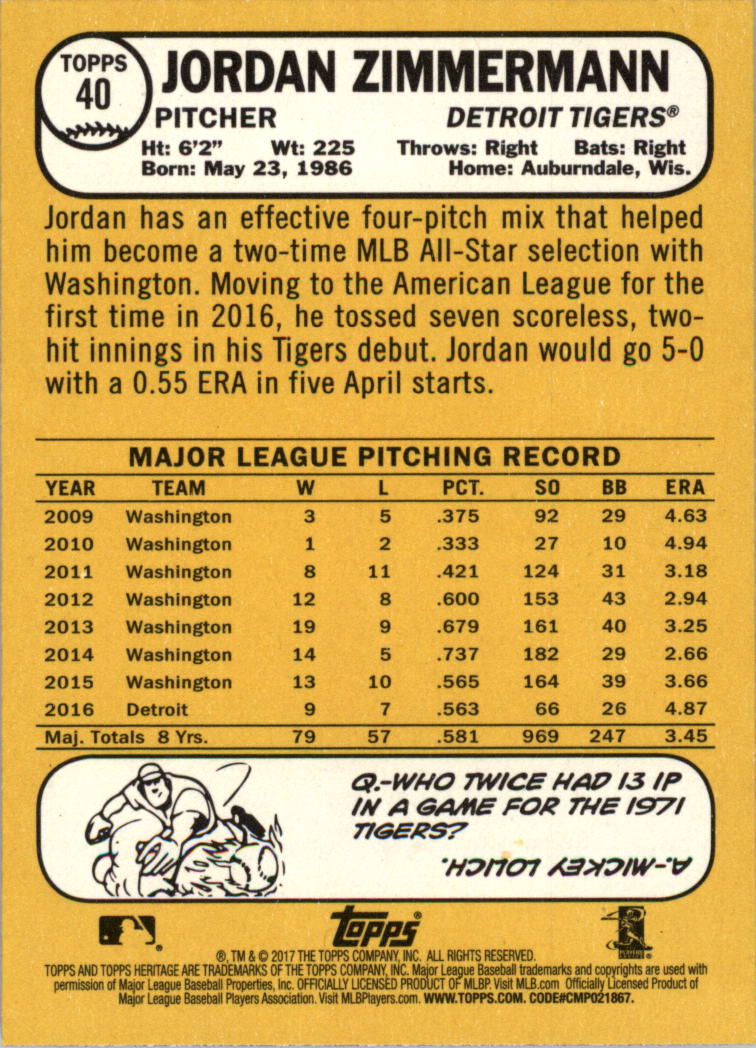 TOPPS
40
JORDAN ZIMMERMANN
PITCHER DETROIT TIGERS®
Ht: 6'2" Wt: 225 Throws: Right Bats: Right
Born: May 23, 1986 Home: Auburndale, Wis.
Jordan has an effective four-pitch mix that helped
him become a two-time MLB All-Star selection with
Washington. Moving to the American League for the
first time in 2016, he tossed seven scoreless, two-
hit innings in his Tigers debut. Jordan would go 5-0
with a 0.55 ERA in five April starts.
MAJOR LEAGUE PITCHING RECORD
YEAR TEAM W L PCT. SO BB ERA
2009 Washington 3 5 .375 92 29 4.63
2010 Washington 1 2 .333 27 10 4.94
2011 Washington 8 11 .421 124 31 3.18
2012 Washington 12 8 .600 153 43 2.94
2013 Washington 19 9 .679 161 40 3.25
2014 Washington 14 5 .737 182 29 2.66
2015 Washington 13 10 .565 164 39 3.66
2016 Detroit 9 7 .563 66 26 4.87
Maj. Totals 8 Yrs. 79 57 .581 969 247 3.45
Q.-WHO TWICE HAD 13 IP
IN A GAME FOR THE 1971
TIGERS?
A.-MICKEY LOLICH.
topps®
®, TM & © 2017 THE TOPPS COMPANY, INC. ALL RIGHTS RESERVED.
TOPPS AND TOPPS HERITAGE ARE TRADEMARKS OF THE TOPPS COMPANY, INC. Major League Baseball trademarks and copyrights are used with
permission of Major League Baseball Properties, Inc. OFFICIALLY LICENSED PRODUCT OF MLBP. Visit MLB.com Officially Licensed Product of
Major League Baseball Players Association. Visit MLBPlayers.com. WWW.TOPPS.COM. CODE#CMP021867.